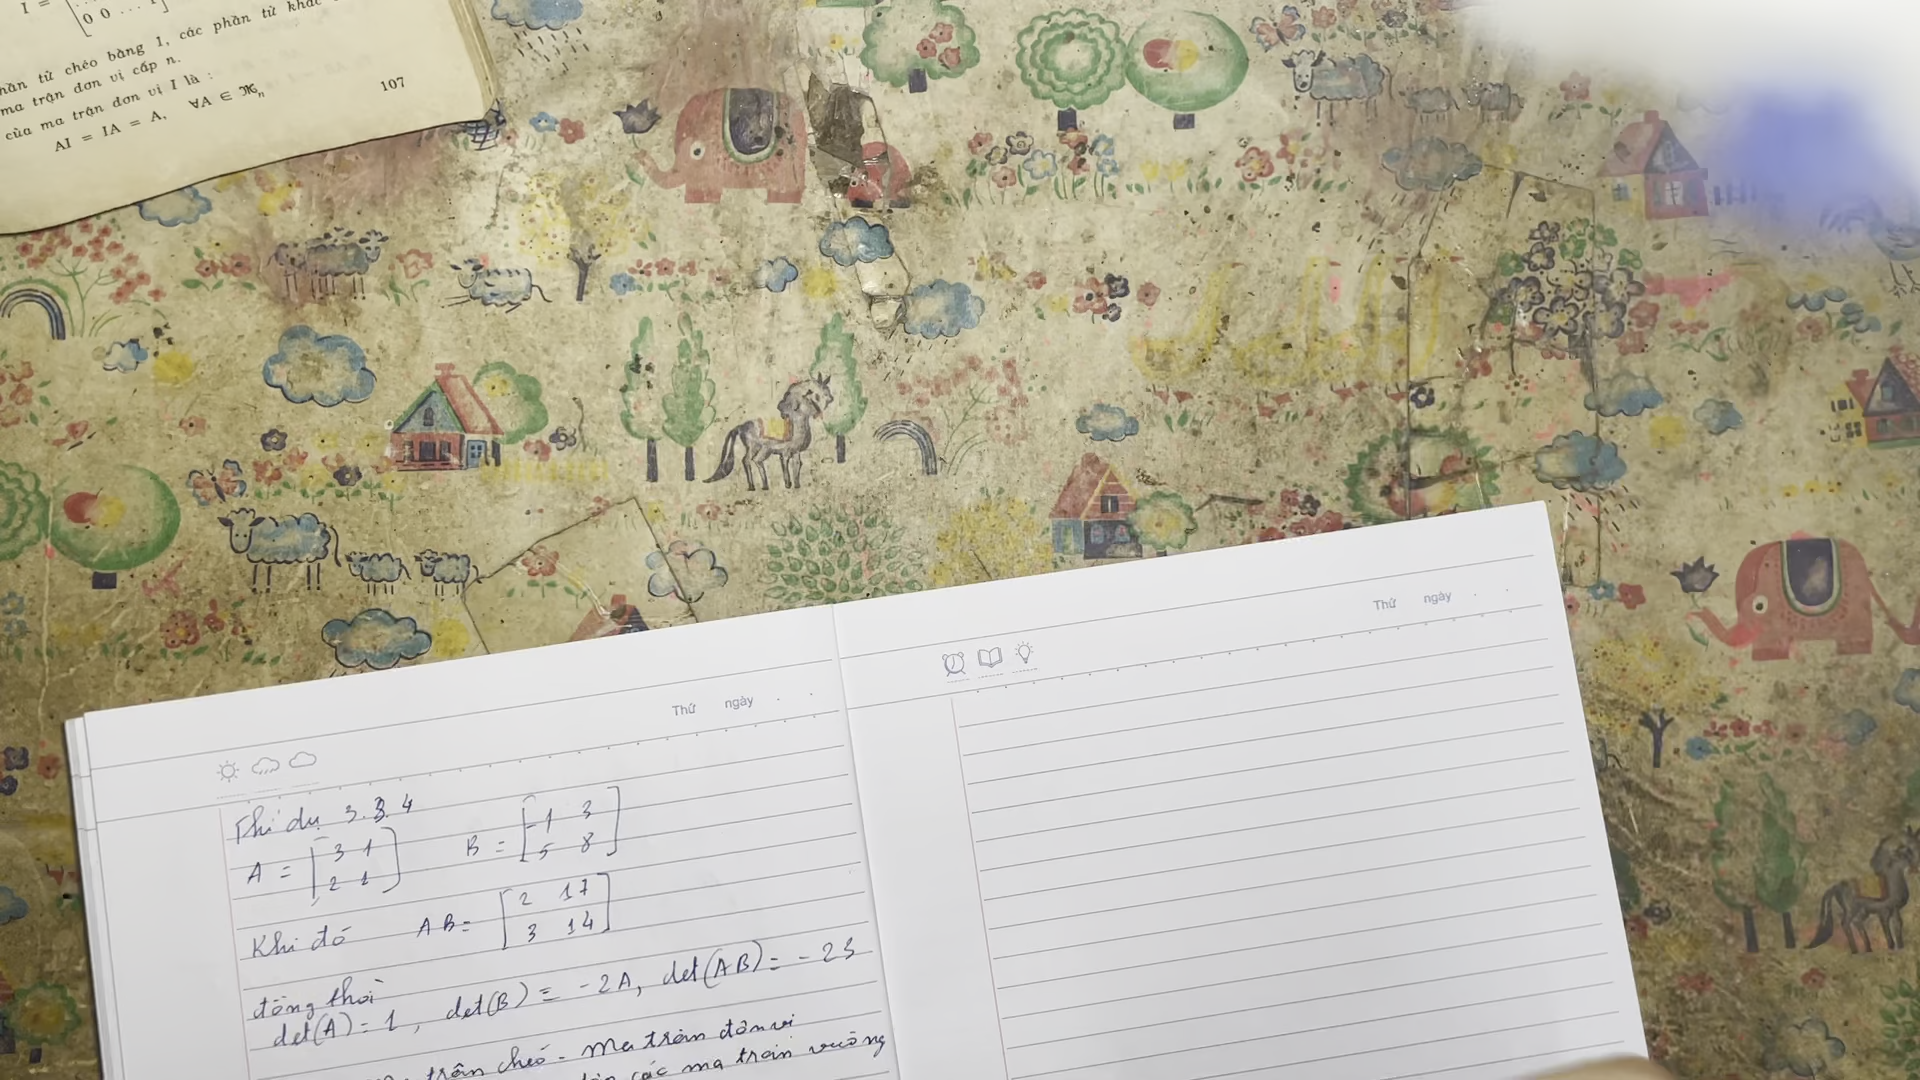 I =
0 0 ... 1
phần tử chéo bằng 1, các phần tử khác
ma trận đơn vị cấp n.
của ma trận đơn vị I là :
AI = IA = A, ∀A ∈ 𝔐n
107
Thứ ngày
Thứ ngày
Thí dụ 3.3.4
A = [3 1
2 1]
B = [-1 3
5 8]
Khi đó AB = [2 17
3 14]
đồng thời
det(A) = 1, det(B) = -2A, det(AB) = -23
trận chéo - Ma trận đơn vị
các ma trận vuông